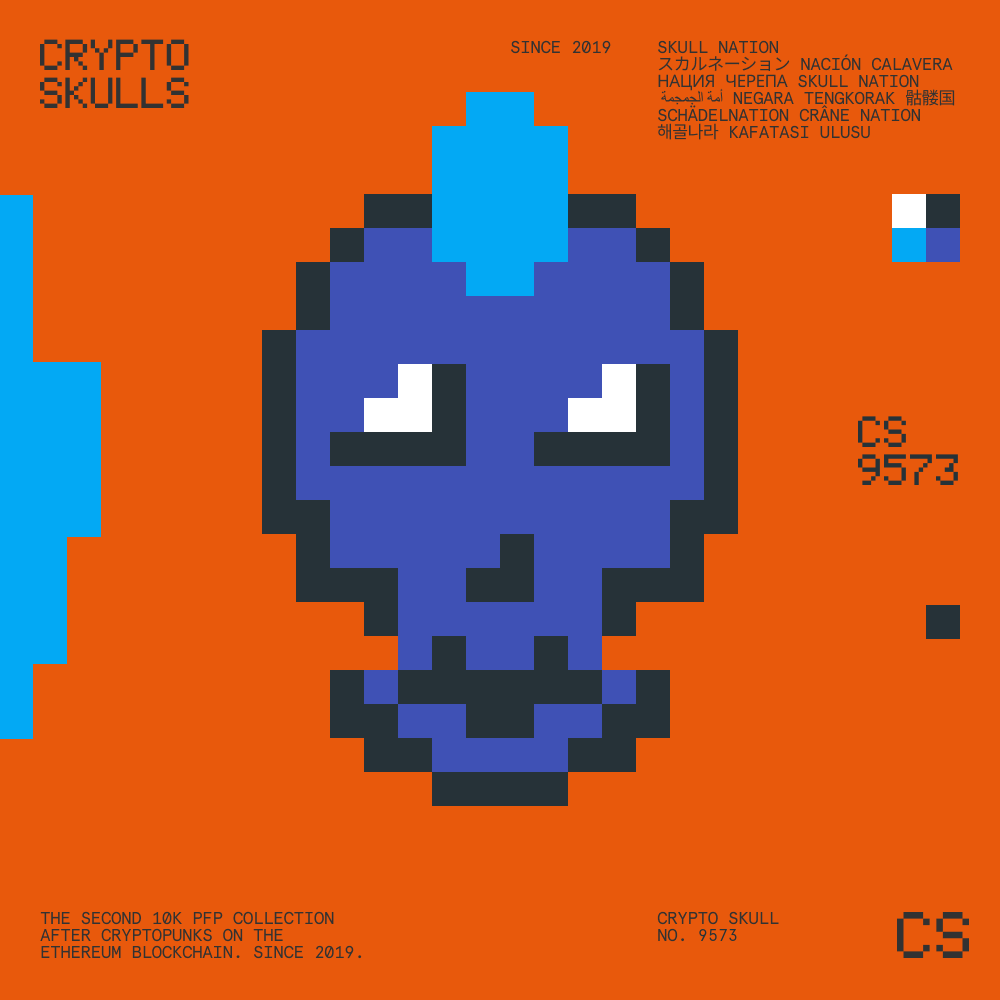 CRYPTO
SKULLS
SINCE 2019
SKULL NATION
スカルネーション NACIÓN CALAVERA
НАЦИЯ ЧЕРЕПА SKULL NATION
أمة الجمجمة NEGARA TENGKORAK 骷髅国
SCHÄDELNATION CRÂNE NATION
해골나라 KAFATASI ULUSU
CS
9573
THE SECOND 10K PFP COLLECTION
AFTER CRYPTOPUNKS ON THE
ETHEREUM BLOCKCHAIN. SINCE 2019.
CRYPTO SKULL
NO. 9573
CS